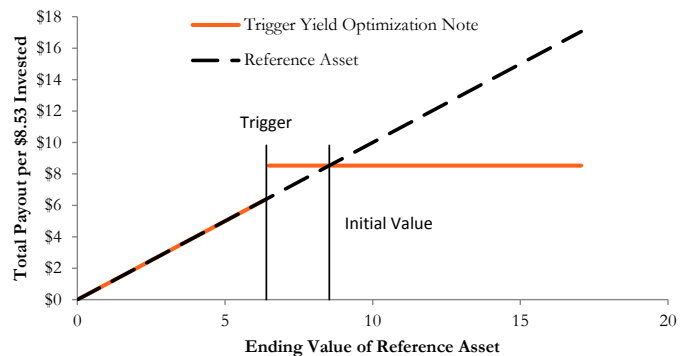 $18
$16
$14
$12
$10
$8
$6
$4
$2
$0
Total Payout per $8.53 Invested
Trigger Yield Optimization Note
Reference Asset
Trigger
Initial Value
0 5 10 15 20
Ending Value of Reference Asset